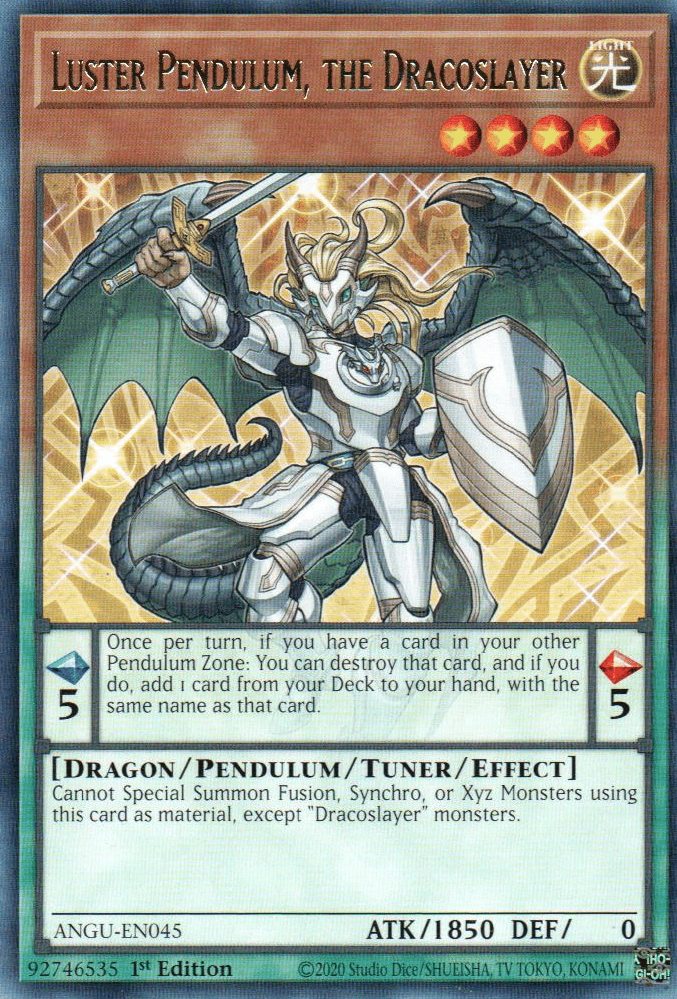 LUSTER PENDULUM, THE DRACOSLAYER
LIGHT
光
Once per turn, if you have a card in your other
Pendulum Zone: You can destroy that card, and if you
do, add 1 card from your Deck to your hand, with the
same name as that card.
5
5
[DRAGON/PENDULUM/TUNER/EFFECT]
Cannot Special Summon Fusion, Synchro, or Xyz Monsters using
this card as material, except "Dracoslayer" monsters.
ANGU-EN045
ATK/1850 DEF/ 0
92746535 1st Edition
©2020 Studio Dice/SHUEISHA, TV TOKYO, KONAMI